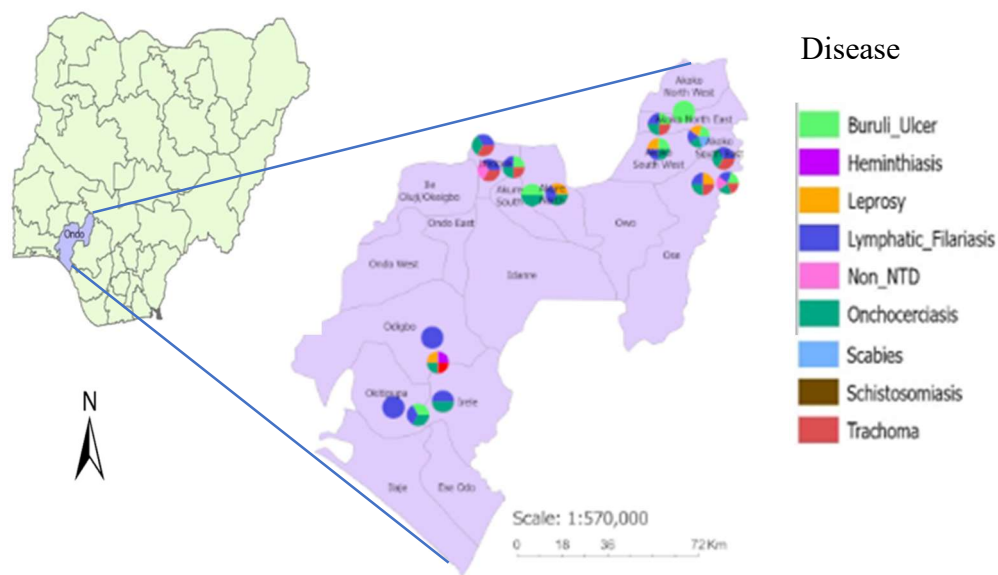 Disease
Buruli_Ulcer
Heminthiasis
Leprosy
Lymphatic_Filariasis
Non_NTD
Onchocerciasis
Scabies
Schistosomiasis
Trachoma
Ondo
Akoko
North West
North East
Akoko
South West
Ile
Oluji/Okeigbo
Akure
South
Ondo East
Owo
Ose
Ondo West
Idanre
Odigbo
Irele
Ese Odo
N
Scale: 1:570,000
0 18 36 72 Km